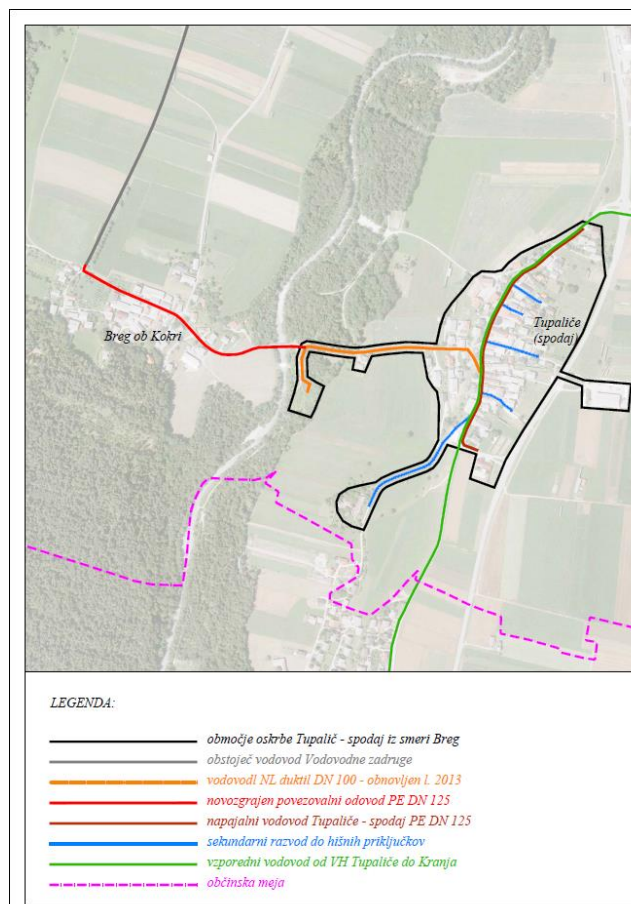 Breg ob Kokri
Tupaliče
(spodaj)
LEGENDA:
območje oskrbe Tupalič - spodaj iz smeri Breg
obstoječ vodovod Vodovodne zadruge
vodovodl NL duktil DN 100 - obnovljen l. 2013
novozgrajen povezovalni odovod PE DN 125
napajalni vodovod Tupaliče - spodaj PE DN 125
sekundarni razvod do hišnih priključkov
vzporedni vodovod od VH Tupaliče do Kranja
občinska meja